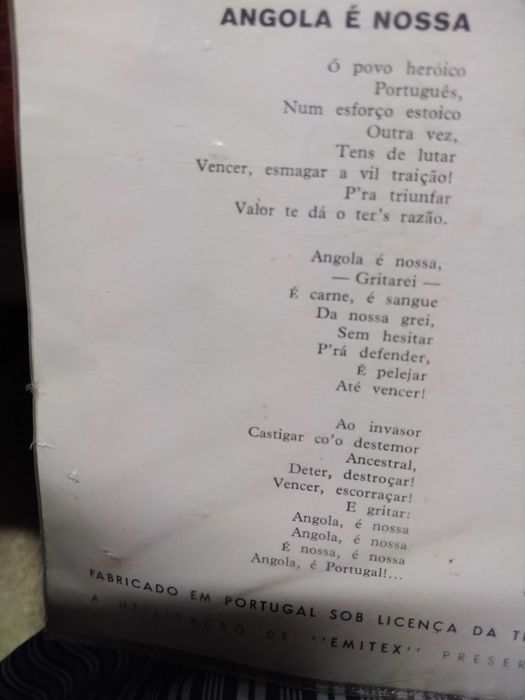 ANGOLA É NOSSA
Ó povo heróico
Português,
Num esforço estoico
Outra vez,
Tens de lutar
Vencer, esmagar a vil traição!
P'ra triunfar
Valor te dá o ter's razão.
Angola é nossa,
— Gritarei —
É carne, é sangue
Da nossa grei,
Sem hesitar
P'rá defender,
É pelejar
Até vencer!
Ao invasor
Castigar co'o destemor
Ancestral,
Deter, destroçar!
Vencer, escorraçar!
E gritar:
Angola, é nossa
Angola, é nossa
É nossa, é nossa
Angola, é Portugal!...
FABRICADO EM PORTUGAL SOB LICENÇA DA
A UTILIZAÇÃO DE "EMITEX"